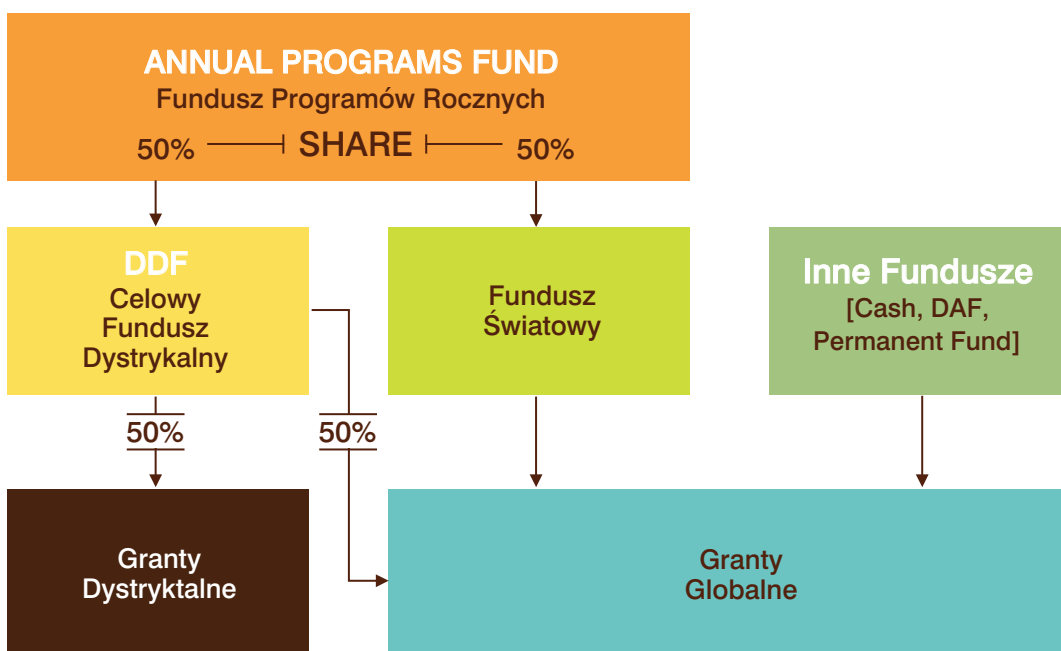 ANNUAL PROGRAMS FUND
Fundusz Programów Rocznych
50% SHARE 50%
DDF
Celowy
Fundusz
Dystrykalny
Fundusz
Światowy
Inne Fundusze
[Cash, DAF,
Permanent Fund]
50%
50%
Granty
Dystryktalne
Granty
Globalne